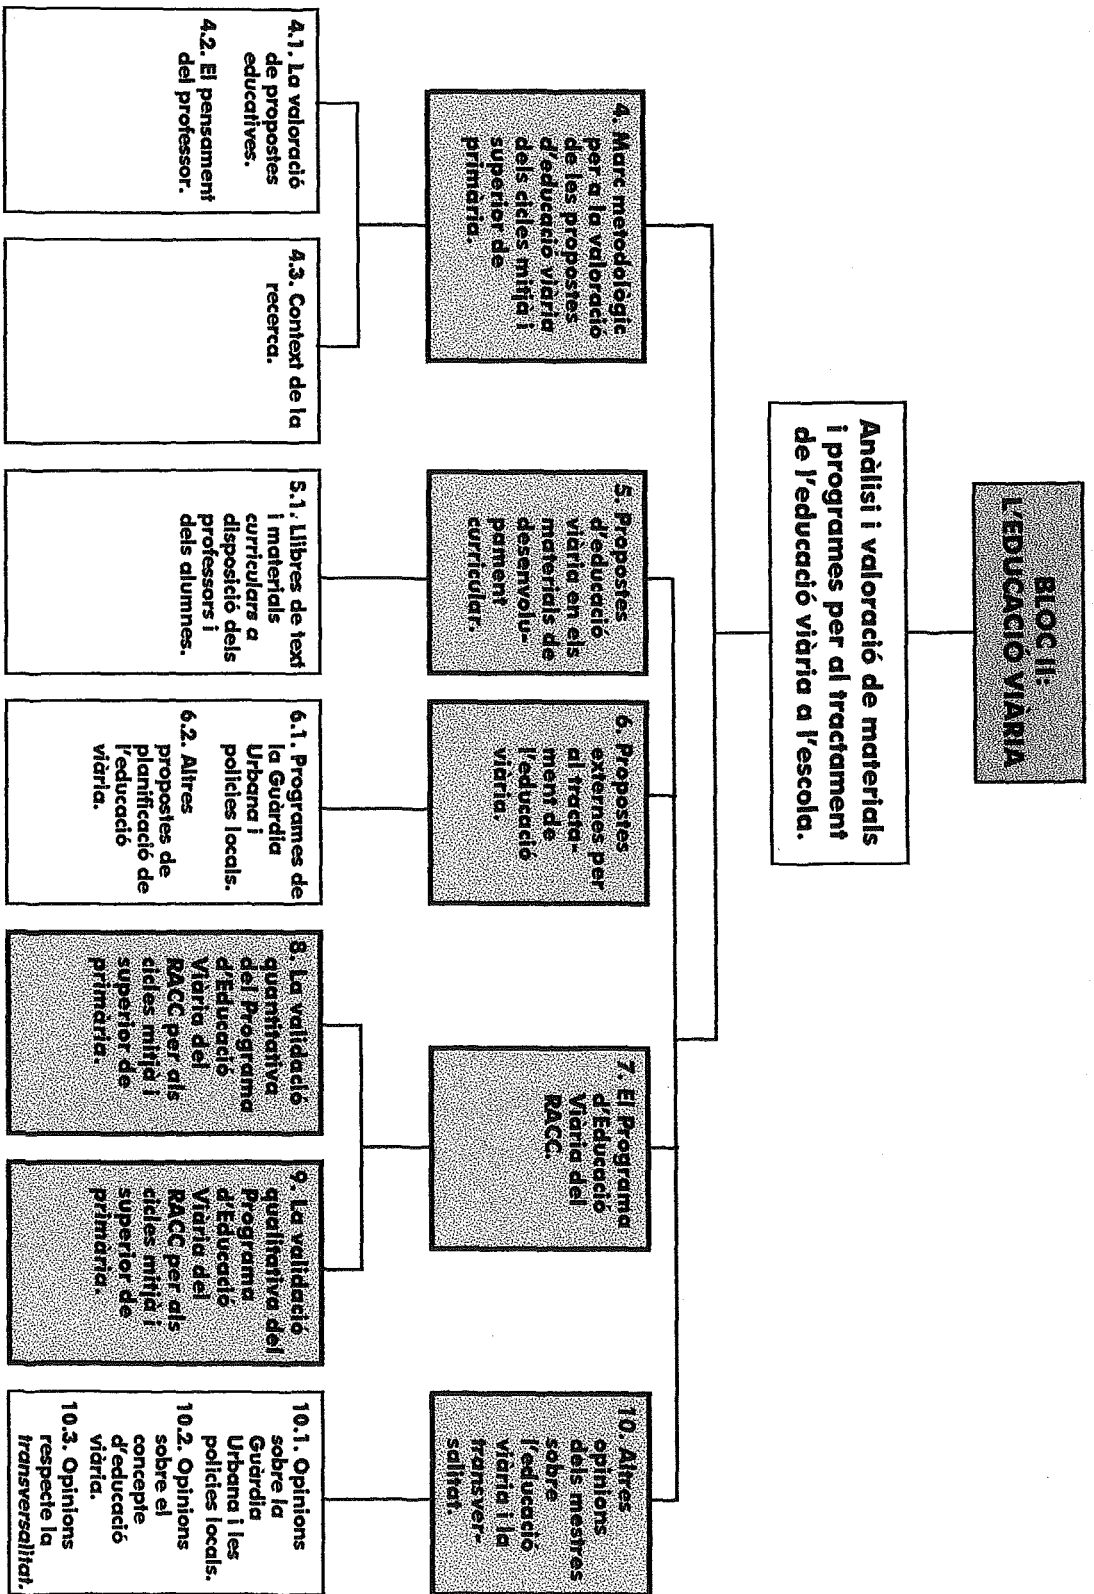 BLOC II:
L'EDUCACIÓ VIÀRIA
Anàlisi i valoració de materials
i programes per al tractament
de l'educació viària a l'escola.
4. Marc metodològic
per a la valoració
de les propostes
d'educació viària
dels cicles mitjà i
superior de
primària.
5. Propostes
d'educació
viària en els
materials de
desenvolu-
pament
curricular.
6. Propostes
externes per
al tracta-
ment de
l'educació
viària.
7. El Programa
d'Educació
Viaria del
RACC.
10. Altres
opinions
dels mestres
sobre
l'educació
viària i la
transver-
salitat.
4.1. La valoració
de propostes
educatives.
4.2. El pensament
del professor.
4.3. Context de la
recerca.
5.1. Llibres de text
i materials
curriculars a
disposició dels
professors i
dels alumnes.
6.1. Programes de
la Guàrdia
Urbana i
policies locals.
6.2. Altres
propostes de
planificació de
l'educació
viària.
8. La validació
quantitativa
del Programa
d'Educació
Viaria del
RACC per als
cicles mitjà i
superior de
primària.
9. La validació
qualitativa del
Programa
d'Educació
Viaria del
RACC per als
cicles mitjà i
superior de
primària.
10.1. Opinions
sobre la
Guàrdia
Urbana i les
policies locals.
10.2. Opinions
sobre el
concepte
d'educació
viària.
10.3. Opinions
respecte la
transversalitat.